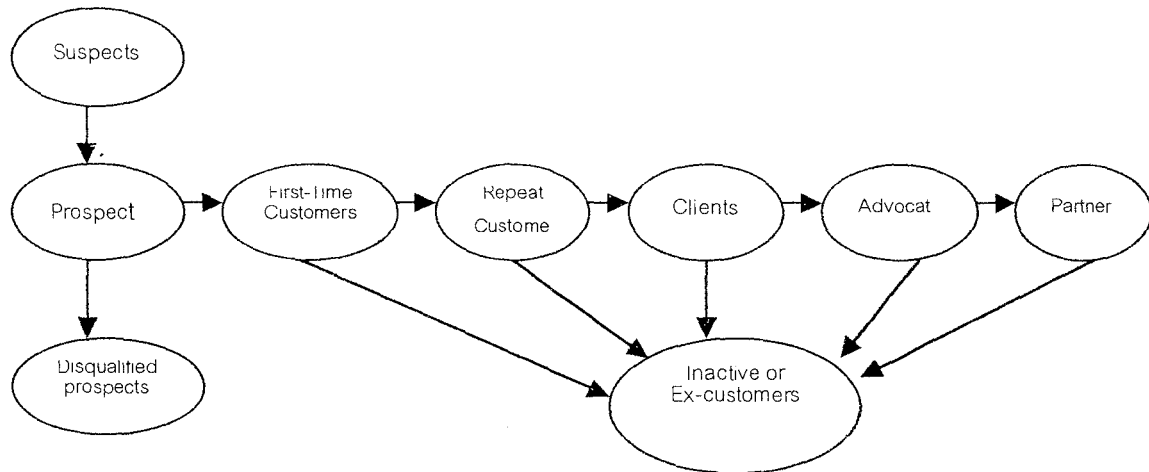 Suspects
Prospect
First-Time
Customers
Repeat
Custome
Clients
Advocat
Partner
Disqualified
prospects
Inactive or
Ex-customers